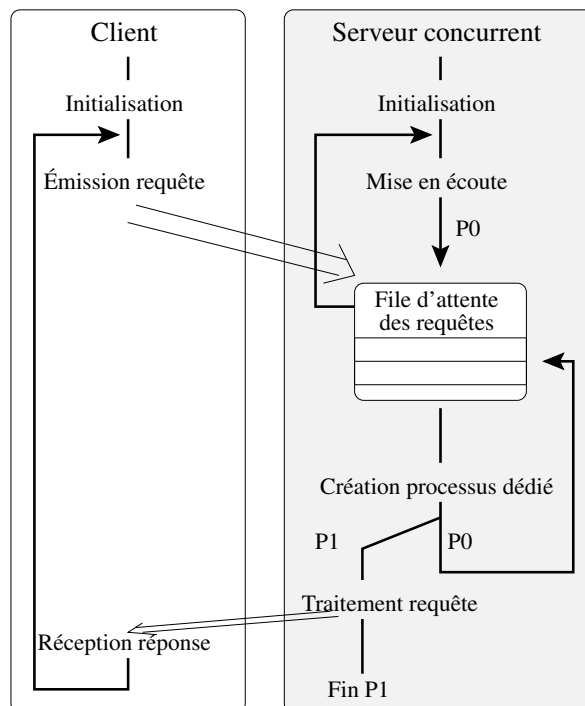 Client
Initialisation
Émission requête
Réception réponse
Serveur concurrent
Initialisation
Mise en écoute
P0
File d'attente
des requêtes
Création processus dédié
P1
P0
Traitement requête
Fin P1